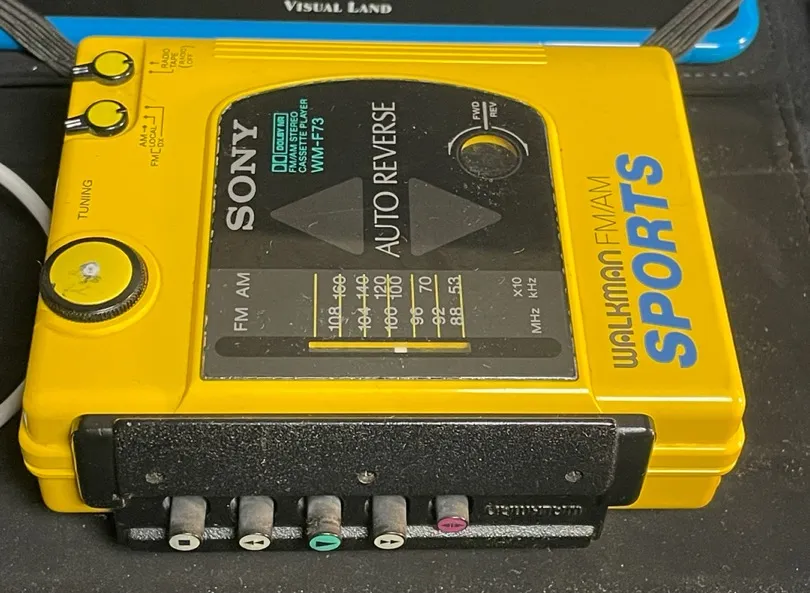 VISUAL LAND
RADIO
TAPE
(RADIO OFF)
AM
LOCAL
FM
DX
TUNING
SONY
DOLBY NR
FM/AM STEREO
CASSETTE PLAYER
WM-F73
AUTO REVERSE
FWD
REV
FM AM
108 160
104 140
120
100 100
96 70
92
88 53
MHz kHz
X10
WALKMAN FM/AM
SPORTS
WALKMAN